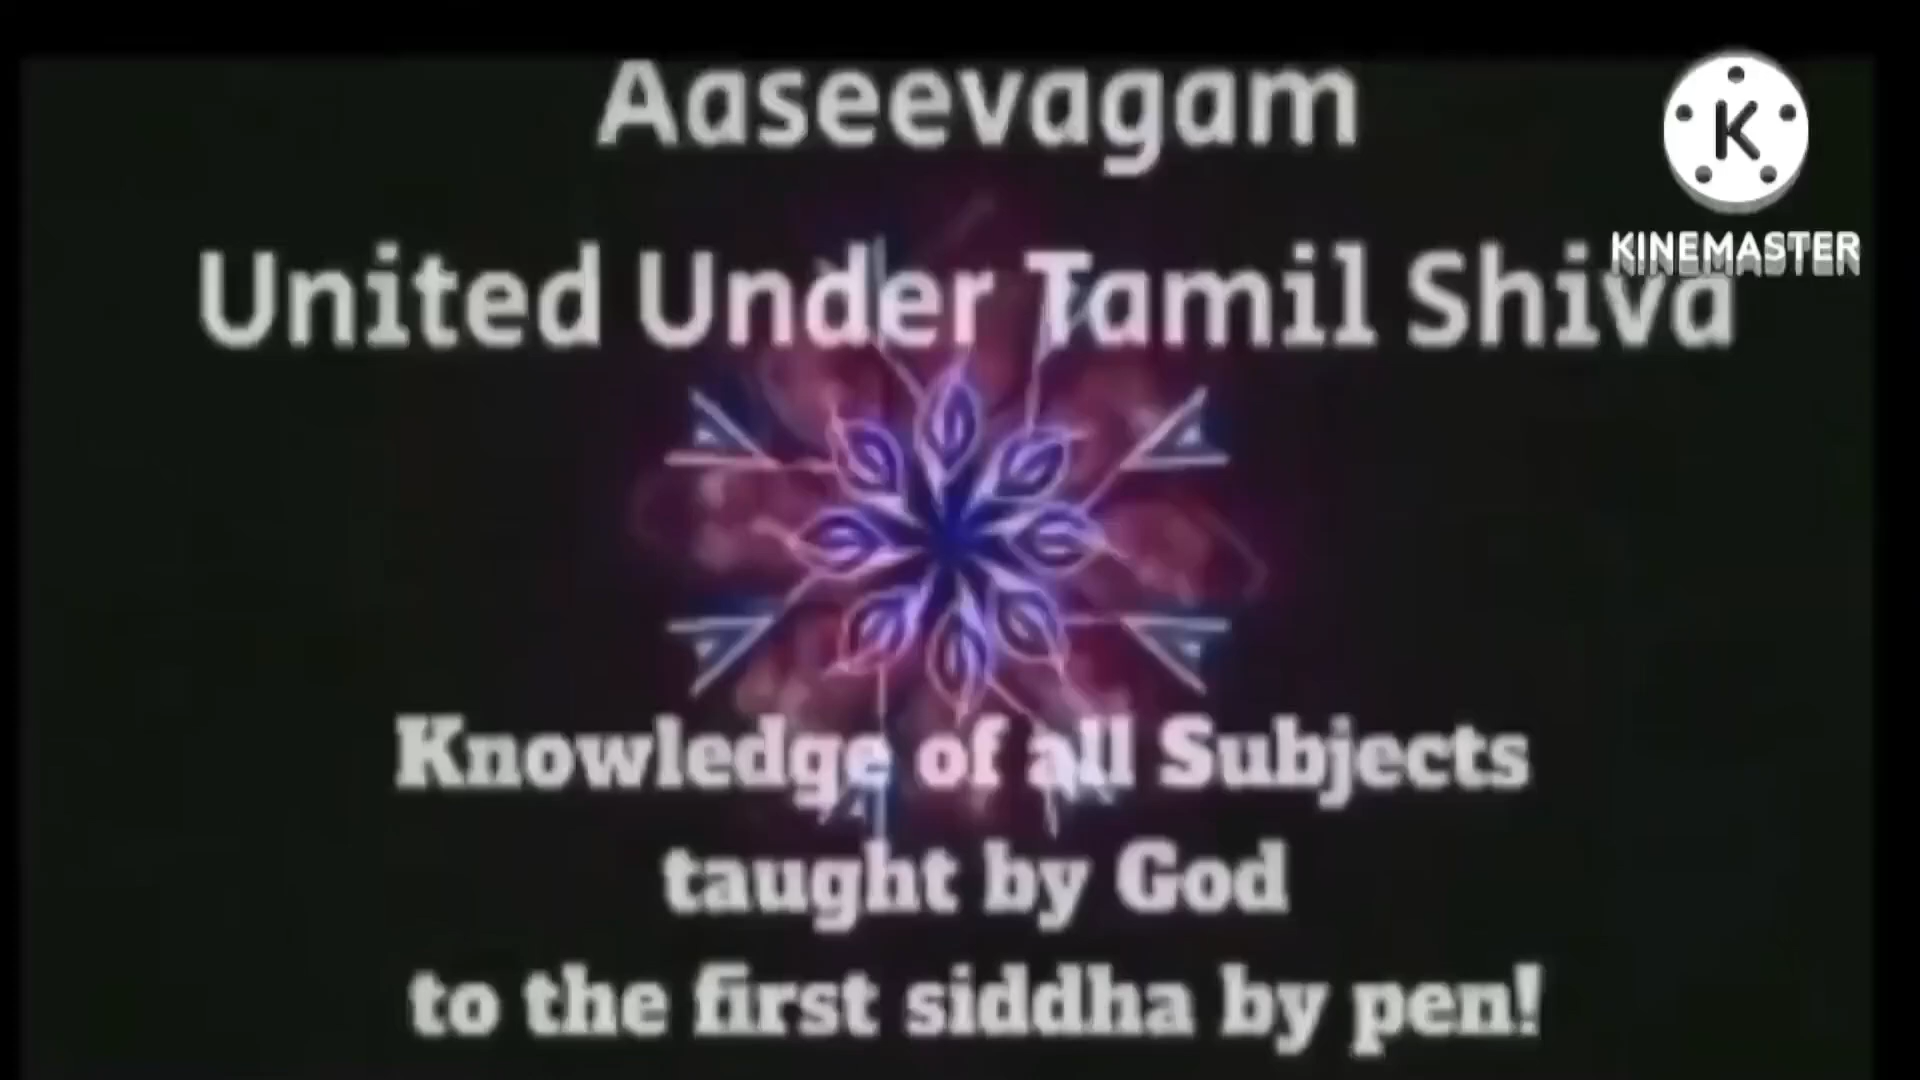 Aaseevagam
K
KINEMASTER
United Under Tamil Shiva
Knowledge of all Subjects
taught by God
to the first siddha by pen!